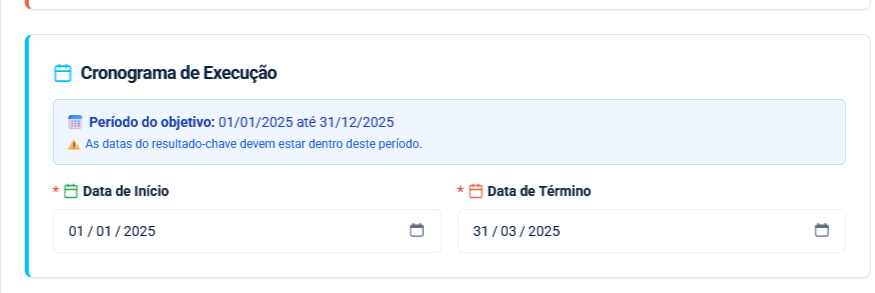 Cronograma de Execução
Período do objetivo: 01/01/2025 até 31/12/2025
As datas do resultado-chave devem estar dentro deste período.
* Data de Início
* Data de Término
01 / 01 / 2025
31 / 03 / 2025